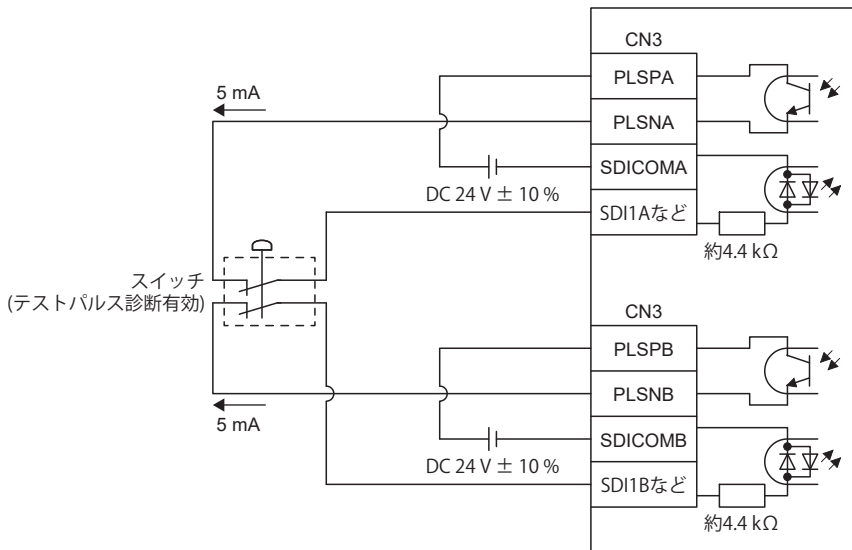 CN3
PLSPA
5 mA
PLSNA
SDICOMA
DC 24 V ± 10 %
SDI1Aなど
約4.4 kΩ
スイッチ
(テストパルス診断有効)
CN3
PLSPB
PLSNB
5 mA
SDICOMB
DC 24 V ± 10 %
SDI1Bなど
約4.4 kΩ